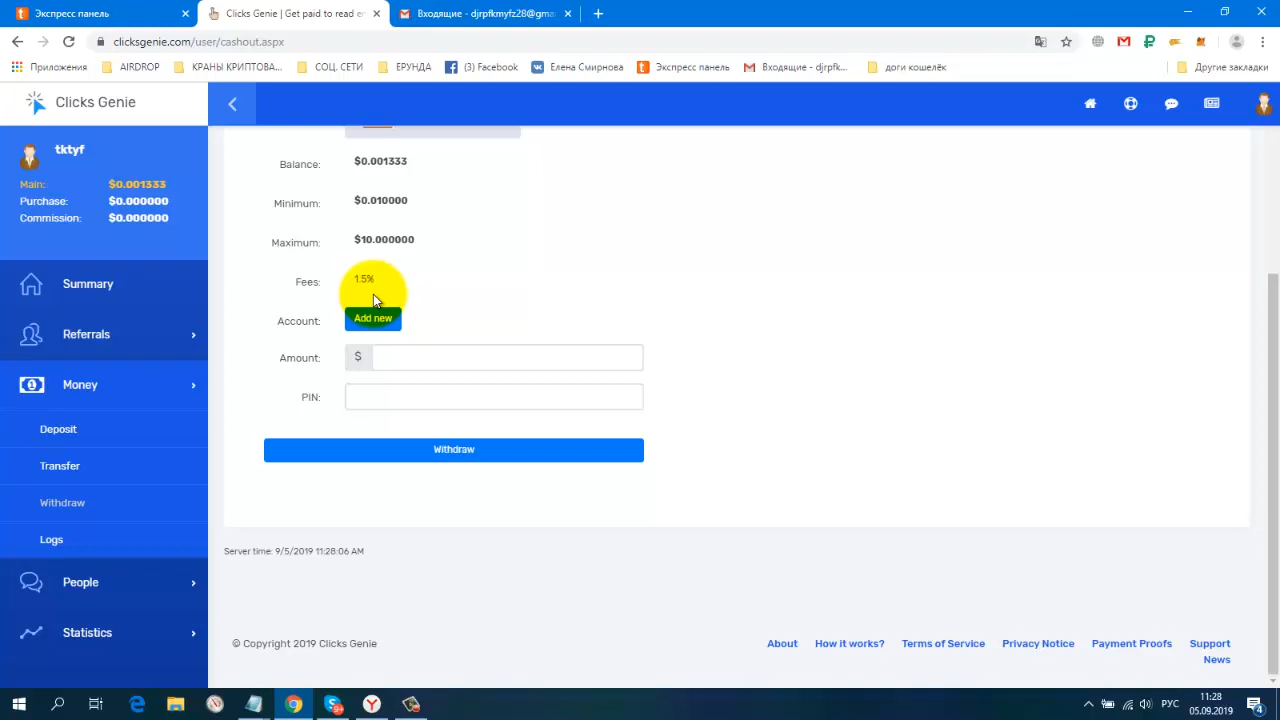 Экспресс панель
Clicks Genie | Get paid to read e
Входящие - djrpfkmyfz28@gma
clicksgenie.com/user/cashout.aspx
Приложения
AIRDROP
КРАНЫ КРИПТОВА...
СОЦ. СЕТИ
ЕРУНДА
(3) Facebook
Елена Смирнова
Экспресс панель
Входящие - djrpfk...
доги кошелёк
Другие закладки
Clicks Genie
tktyf
Main: $0.001333
Purchase: $0.000000
Commission: $0.000000
Summary
Referrals
Money
Deposit
Transfer
Withdraw
Logs
People
Statistics
Balance: $0.001333
Minimum: $0.010000
Maximum: $10.000000
Fees: 1.5%
Account: Add new
Amount: $
PIN:
Withdraw
Server time: 9/5/2019 11:28:06 AM
© Copyright 2019 Clicks Genie
About How it works? Terms of Service Privacy Notice Payment Proofs Support
News
РУС
11:28
05.09.2019
4